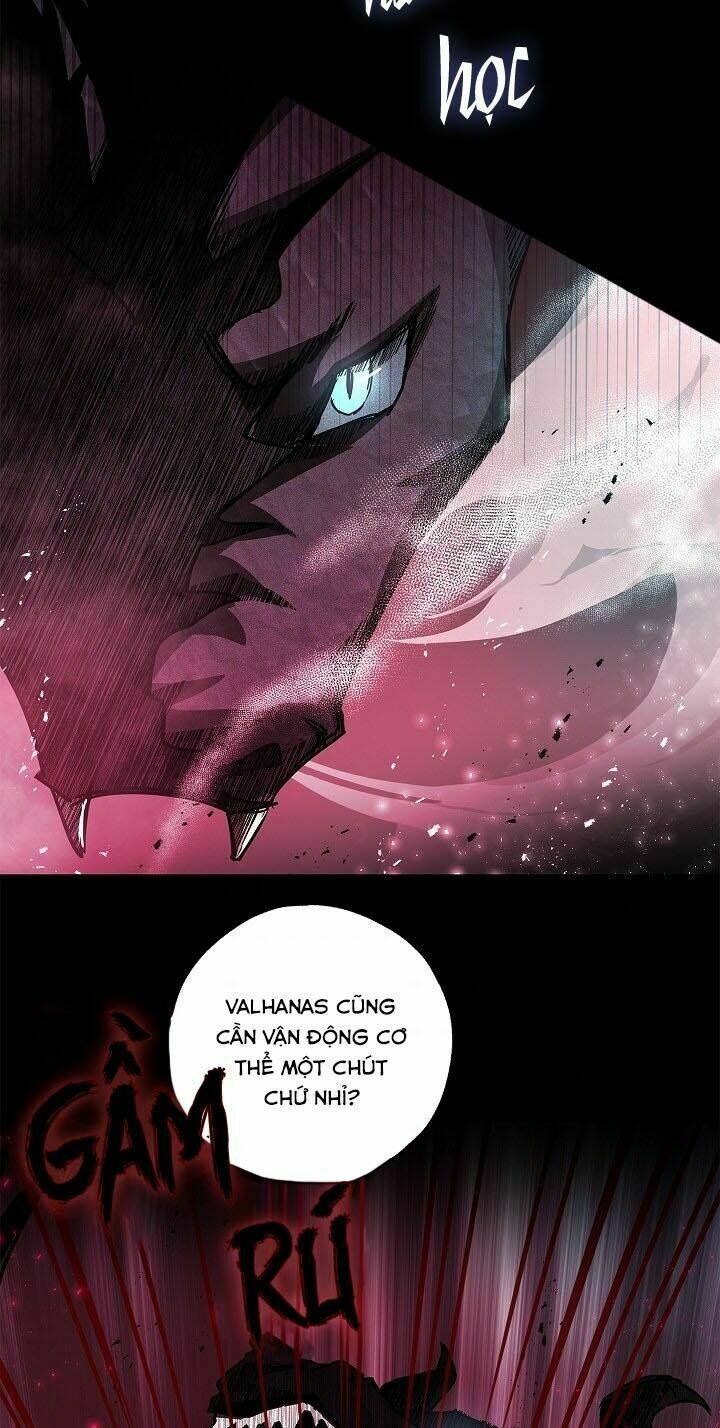 học
VALHANAS CŨNG
CẦN VẬN ĐỘNG CƠ
THỂ MỘT CHÚT
CHỨ NHỈ?
GẦM
RÚ